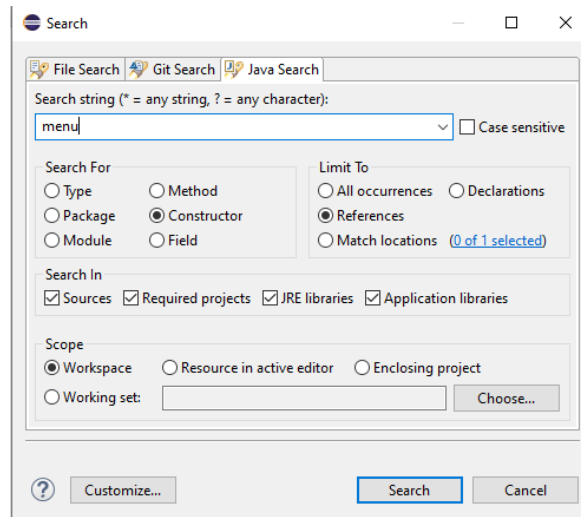 Search
File Search Git Search Java Search
Search string (* = any string, ? = any character):
menu Case sensitive
Search For Limit To
Type Method All occurrences Declarations
Package Constructor References
Module Field Match locations (0 of 1 selected)
Search In
Sources Required projects JRE libraries Application libraries
Scope
Workspace Resource in active editor Enclosing project
Working set: Choose...
? Customize... Search Cancel